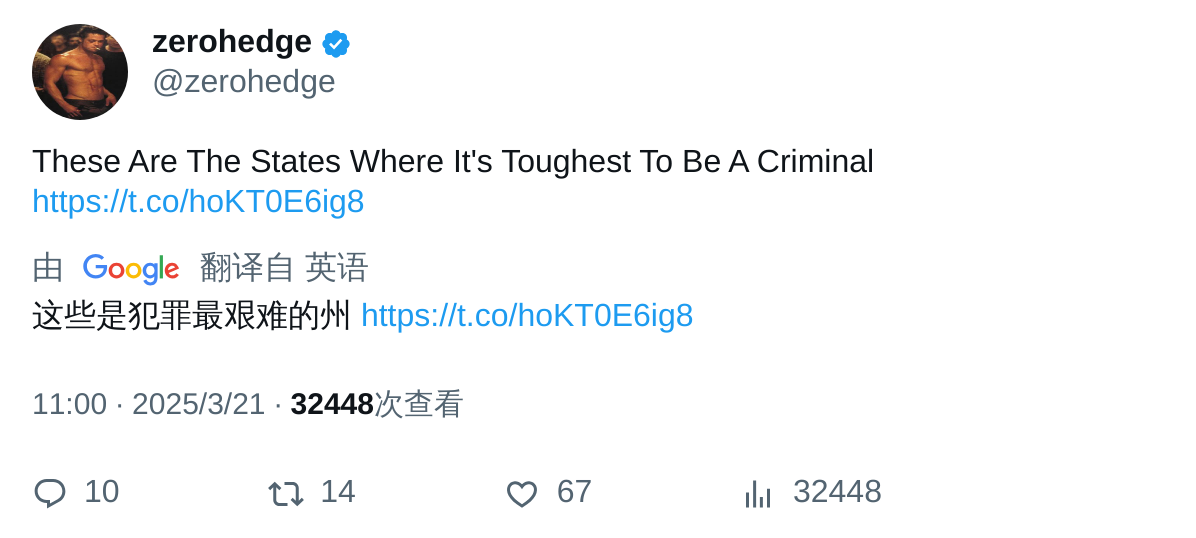 zerohedge
@zerohedge
These Are The States Where It's Toughest To Be A Criminal
https://t.co/hoKT0E6ig8
由 Google 翻译自 英语
这些是犯罪最艰难的州 https://t.co/hoKT0E6ig8
11:00 · 2025/3/21 · 32448次查看
10 14 67 32448